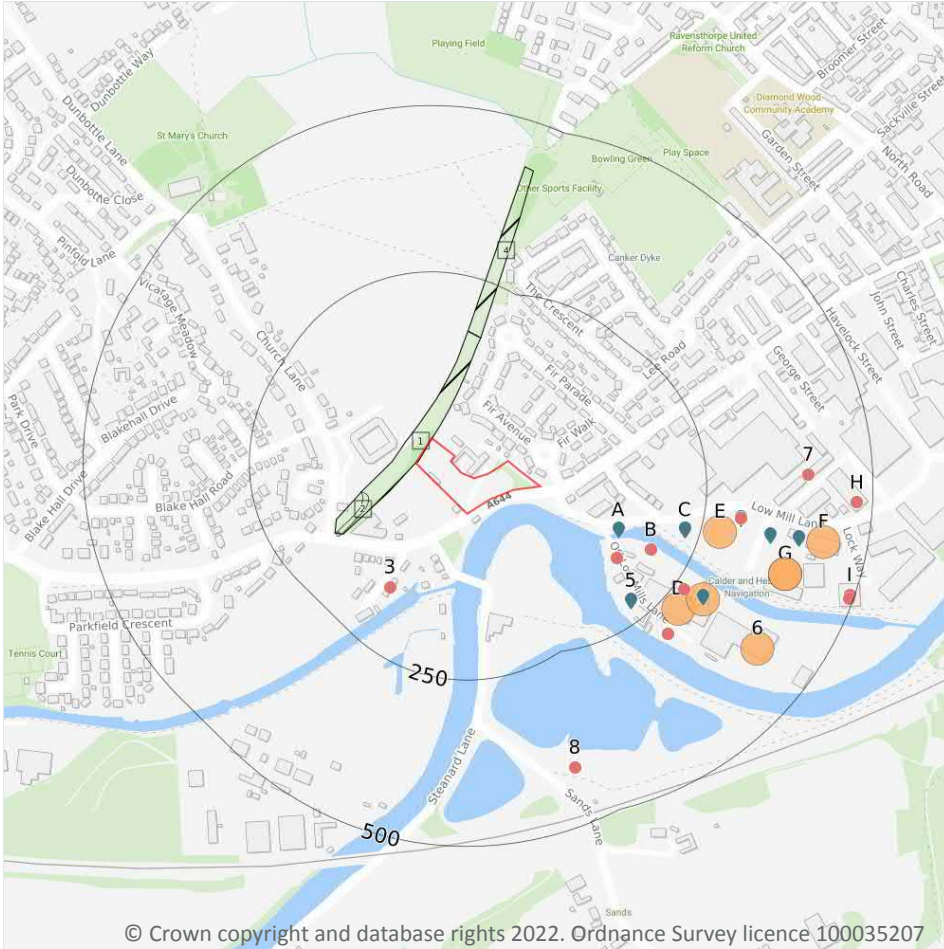 Playing Field
Ravensthorpe United
Reform Church
Broomer Street
Dunbottle Way
Dunbottle Lane
Diamond Wood
Community Academy
Sackville Street
St Mary's Church
Garden Street
North Road
Play Space
Bowling Green
Other Sports Facility
Dunbottle Close
Pinfold Lane
4
Canker Dyke
Charles Street
John Street
Vicarage Meadow
The Crescent
Havelock Street
Church Lane
Lee Road
George Street
Fir Parade
Park Drive
Blakehall Drive
Fir Avenue
Fir Walk
1
7
Blake Hall Drive
Blake Hall Road
A644
H
2
A
C
E
Low Mill Lane
F
B
Lock Way
3
G
I
5
D
Calder and
Navigation
Mills Lane
Parkfield Crescent
6
Tennis Court
250
8
Steanard Lane
Sands Lane
500
Sands
© Crown copyright and database rights 2022. Ordnance Survey licence 100035207